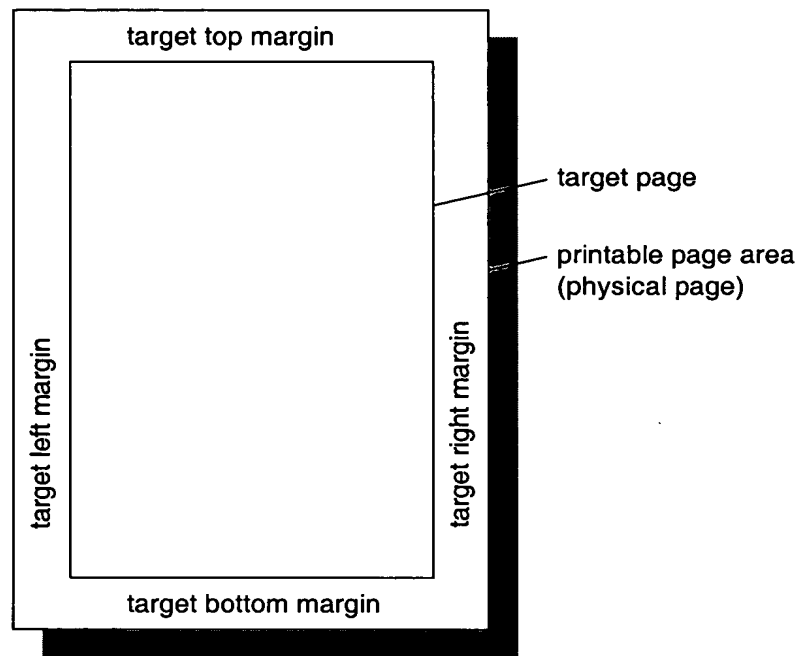 target top margin
target page
printable page area
(physical page)
target left margin
target right margin
target bottom margin